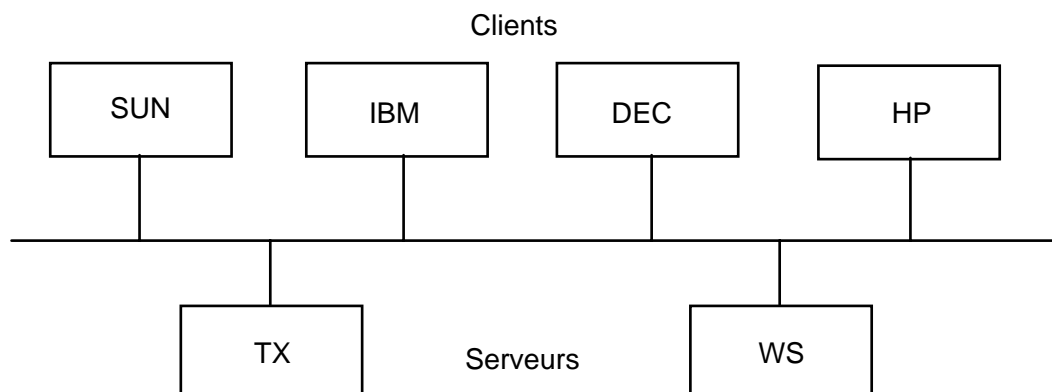 Clients
SUN
IBM
DEC
HP
TX
Serveurs
WS